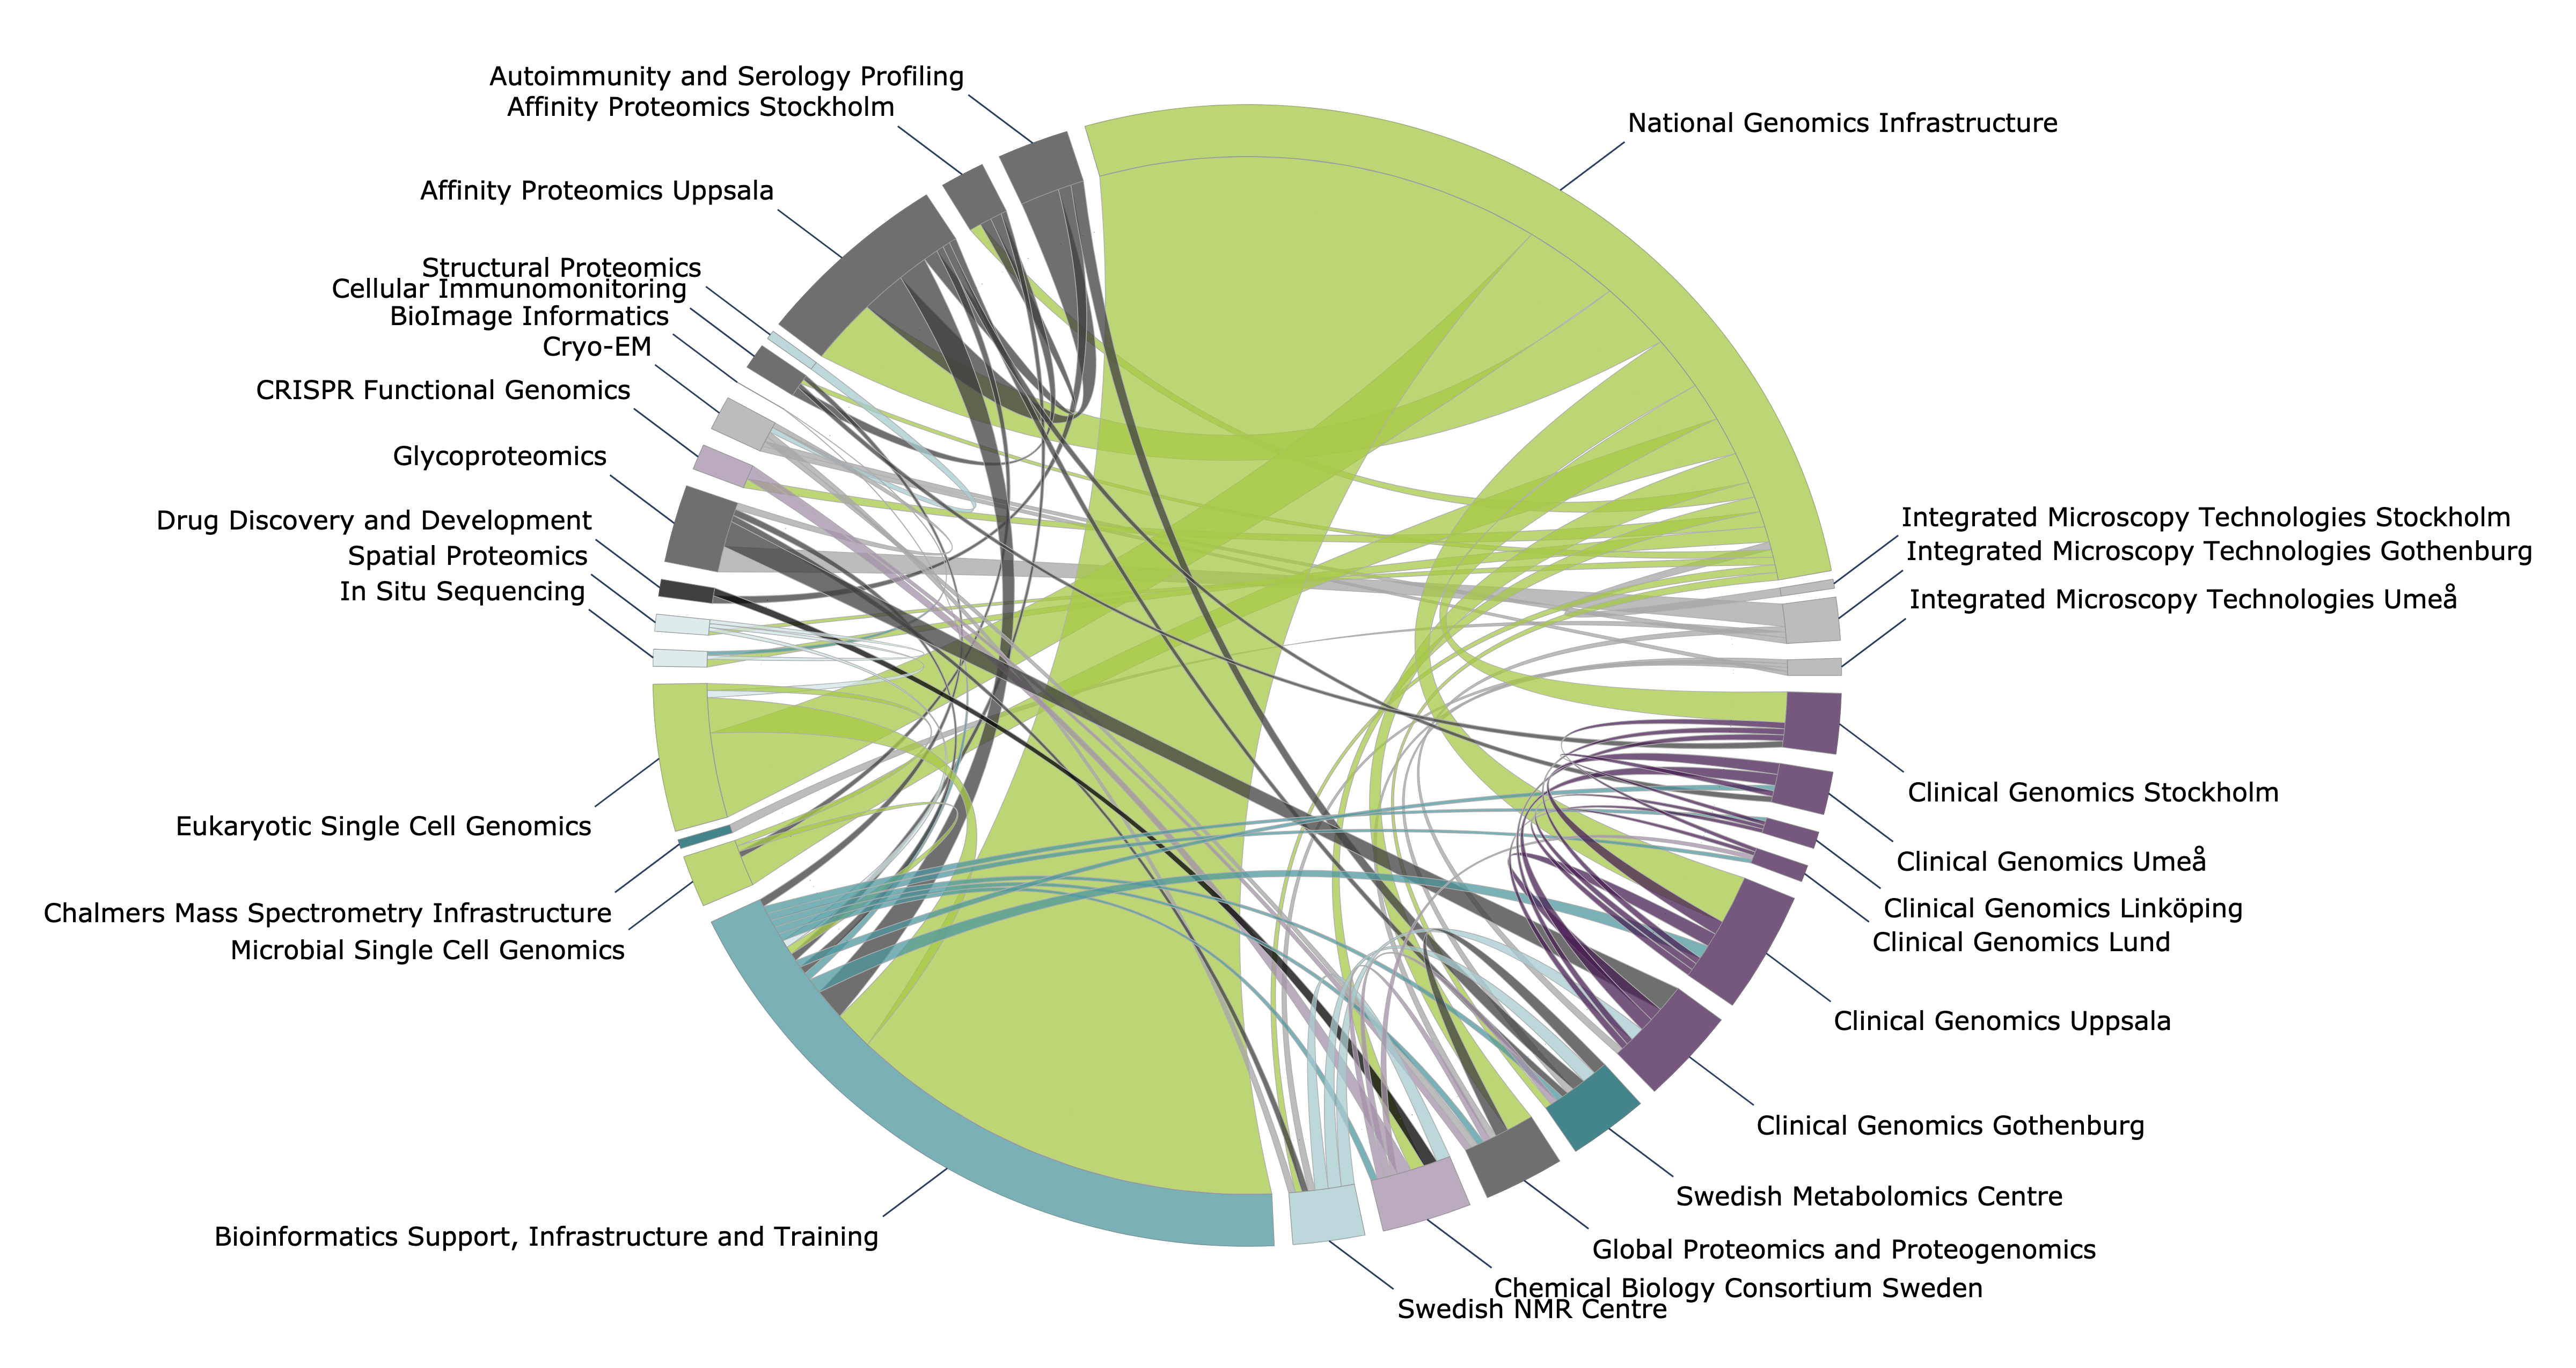 Autoimmunity and Serology Profiling
Affinity Proteomics Stockholm
National Genomics Infrastructure
Affinity Proteomics Uppsala
Structural Proteomics
Cellular Immunomonitoring
BioImage Informatics
Cryo-EM
CRISPR Functional Genomics
Glycoproteomics
Drug Discovery and Development
Spatial Proteomics
In Situ Sequencing
Integrated Microscopy Technologies Stockholm
Integrated Microscopy Technologies Gothenburg
Integrated Microscopy Technologies Umeå
Clinical Genomics Stockholm
Eukaryotic Single Cell Genomics
Clinical Genomics Umeå
Chalmers Mass Spectrometry Infrastructure
Clinical Genomics Linköping
Clinical Genomics Lund
Microbial Single Cell Genomics
Clinical Genomics Uppsala
Clinical Genomics Gothenburg
Swedish Metabolomics Centre
Bioinformatics Support, Infrastructure and Training
Global Proteomics and Proteogenomics
Chemical Biology Consortium Sweden
Swedish NMR Centre